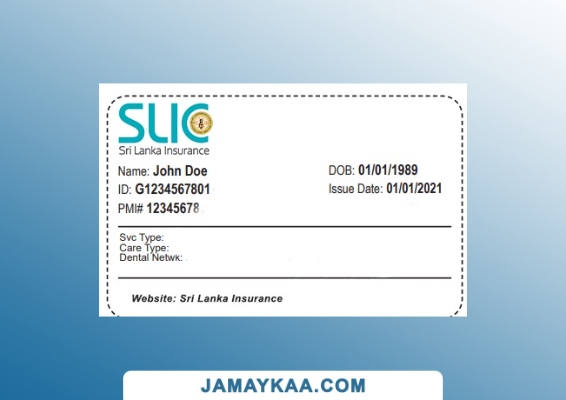 SLIC
Sri Lanka Insurance
Name: John Doe DOB: 01/01/1989
ID: G1234567801 Issue Date: 01/01/2021
PMI# 12345678
Svc Type:
Care Type:
Dental Netwk:
Website: Sri Lanka Insurance
JAMAYKAA.COM